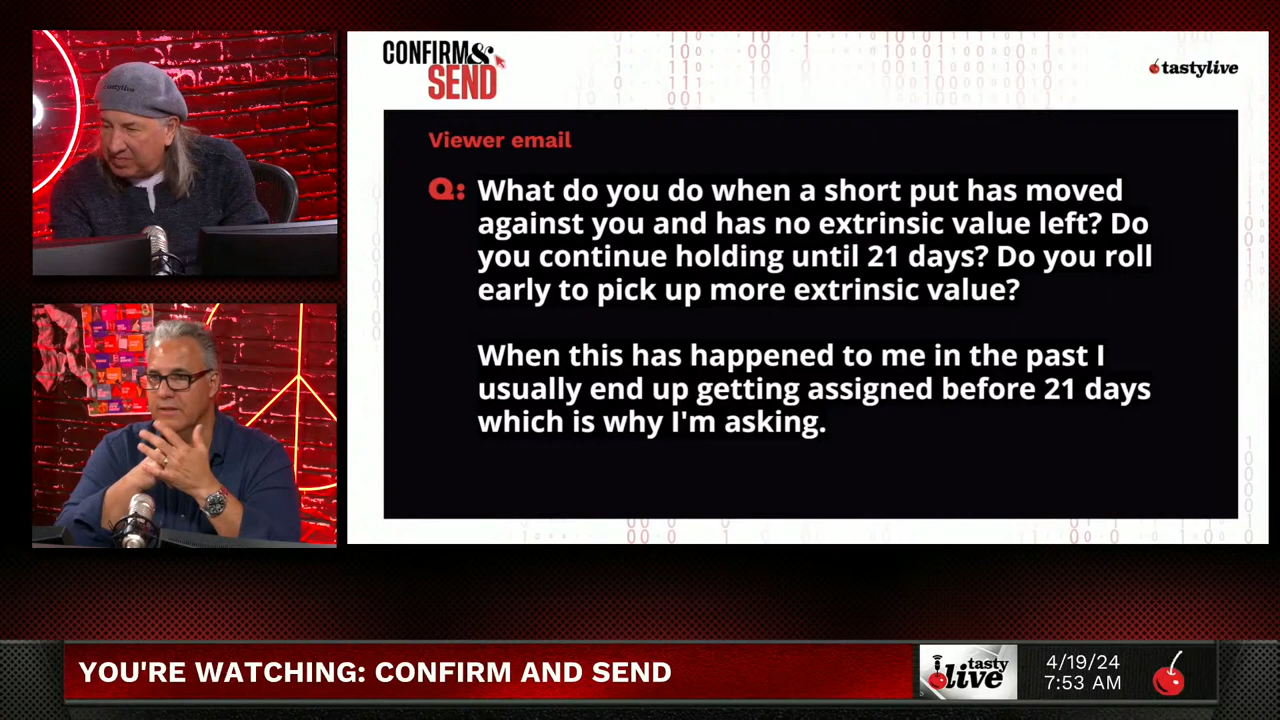 CONFIRM&
SEND
tastylive
Viewer email
Q: What do you do when a short put has moved
against you and has no extrinsic value left? Do
you continue holding until 21 days? Do you roll
early to pick up more extrinsic value?
When this has happened to me in the past I
usually end up getting assigned before 21 days
which is why I'm asking.
YOU'RE WATCHING: CONFIRM AND SEND
tasty
live
4/19/24
7:53 AM